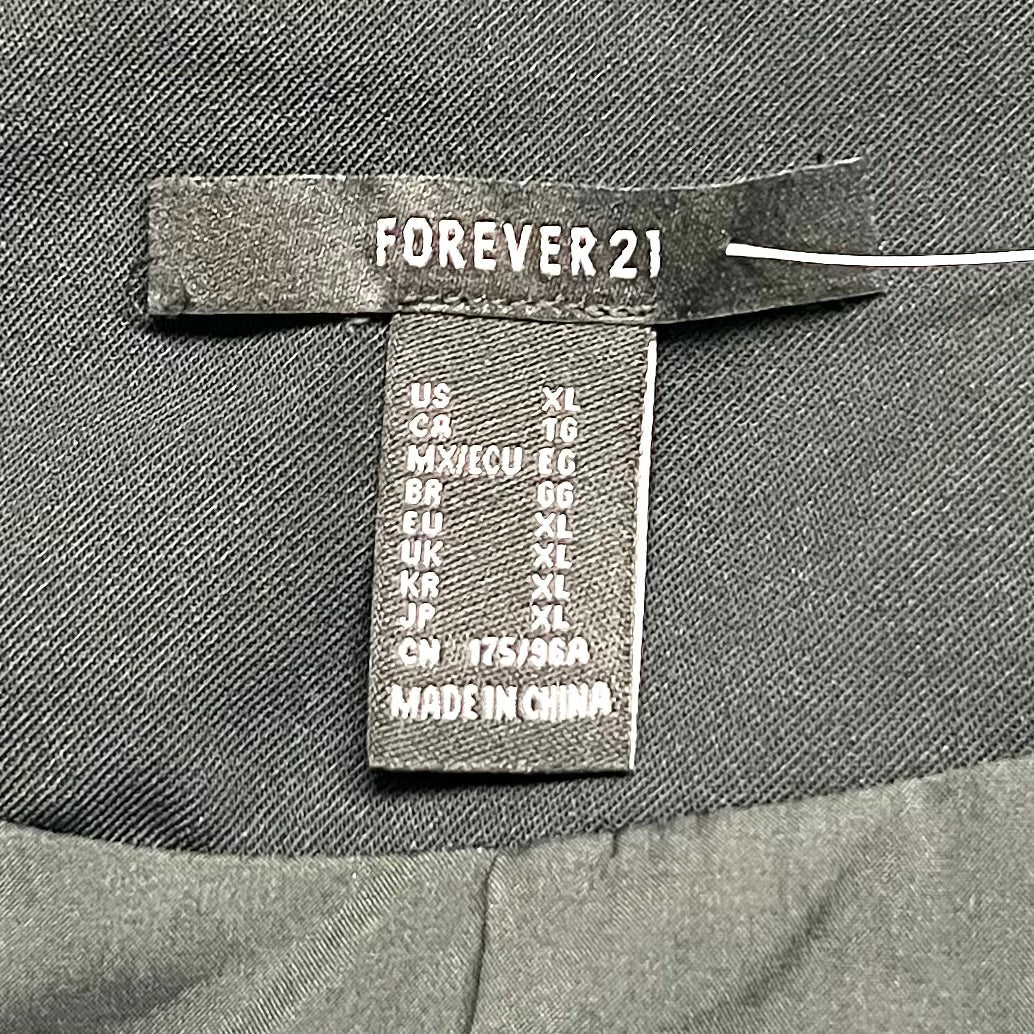 FOREVER 21
US XL
CA TG
MX/ECU EG
BR GG
EU XL
UK XL
KR XL
JP XL
CN 175/96A
MADE IN CHINA